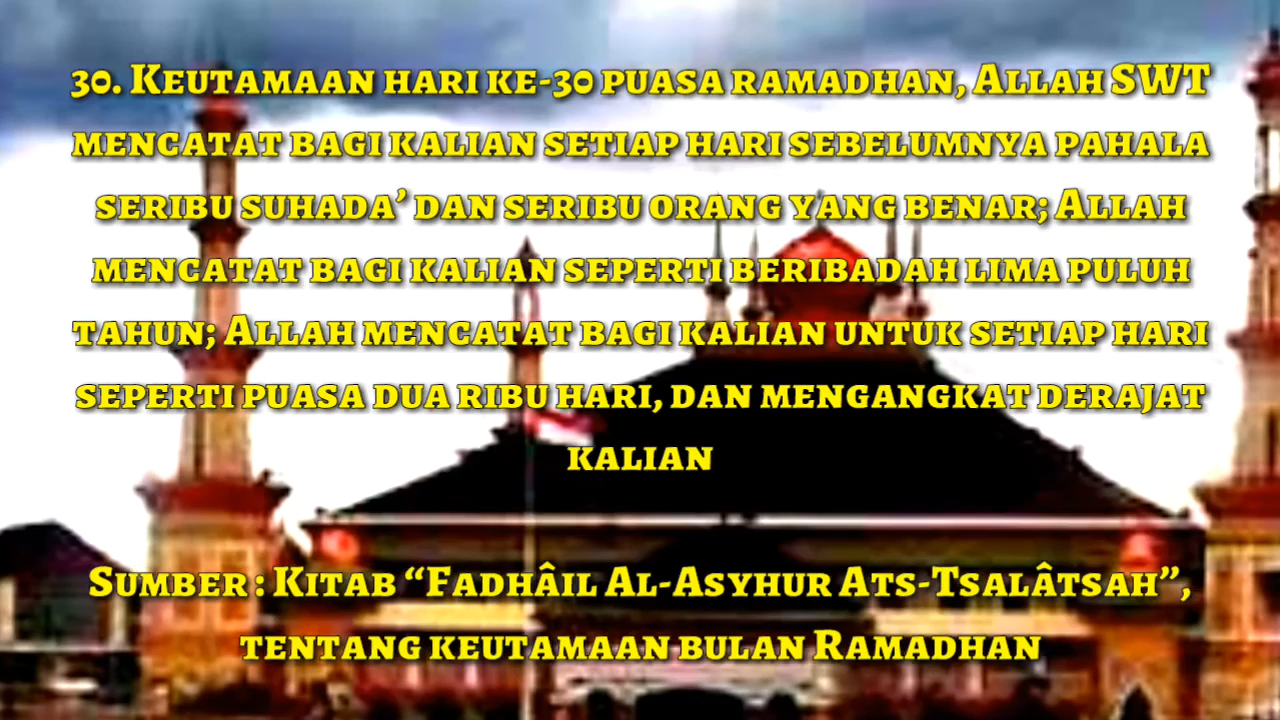 30. Keutamaan hari ke-30 puasa ramadhan, Allah SWT
mencatat bagi kalian setiap hari sebelumnya pahala
seribu suhada’ dan seribu orang yang benar; Allah
mencatat bagi kalian seperti beribadah lima puluh
tahun; Allah mencatat bagi kalian untuk setiap hari
seperti puasa dua ribu hari, dan mengangkat derajat
kalian
Sumber : Kitab “Fadhâil Al-Asyhur Ats-Tsalâtsah”,
tentang keutamaan bulan Ramadhan